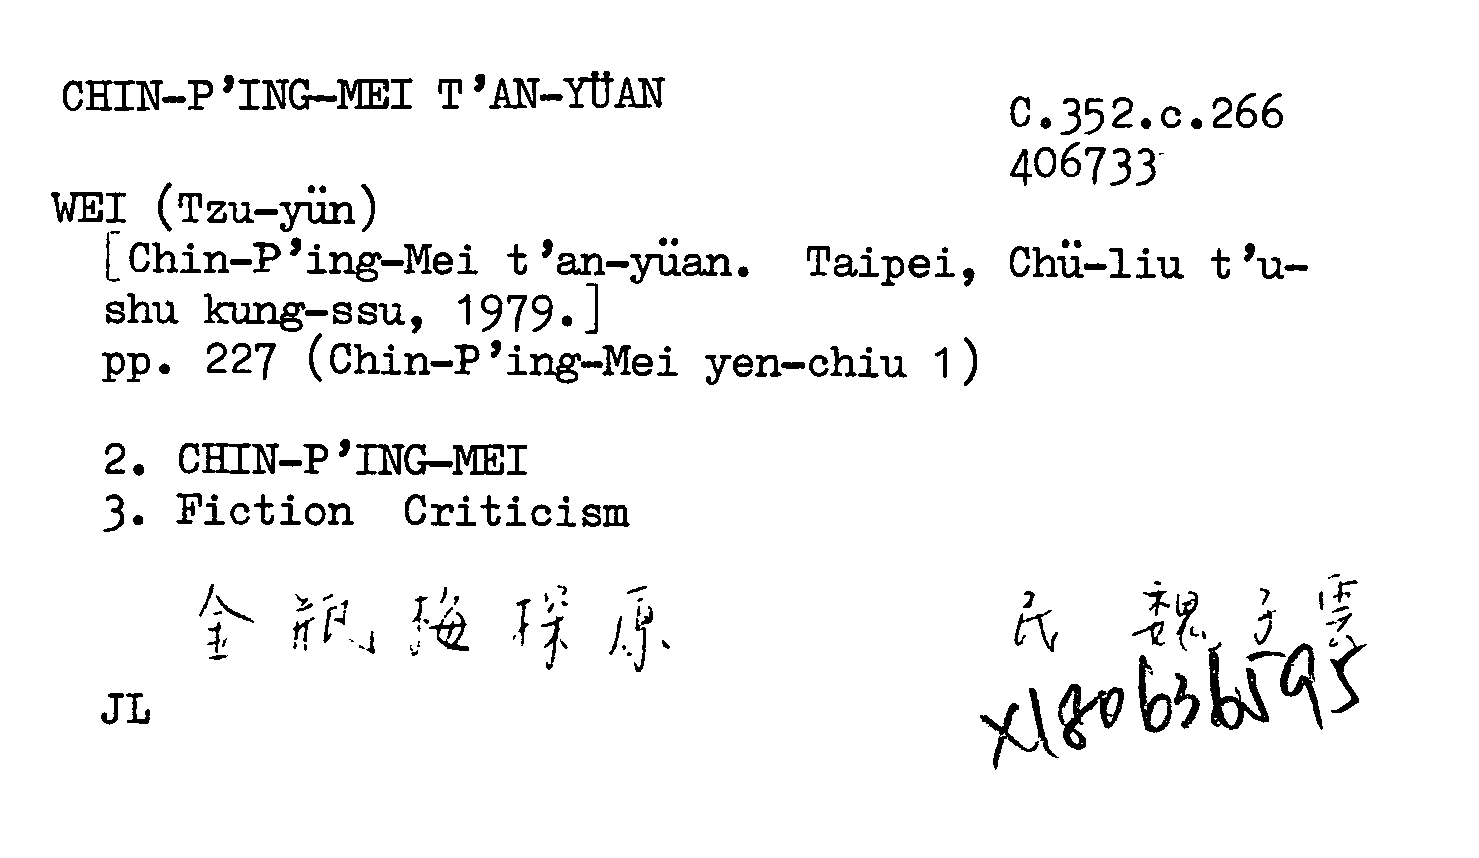 CHIN-P'ING-MEI T'AN-YÜAN
C.352.c.266
406733
WEI (Tzu-yün)
[Chin-P'ing-Mei t'an-yüan. Taipei, Chü-liu t'u-
shu kung-ssu, 1979.]
pp. 227 (Chin-P'ing-Mei yen-chiu 1)
2. CHIN-P'ING-MEI
3. Fiction Criticism
金瓶梅探原
民 魏子雲
X180636595
JL